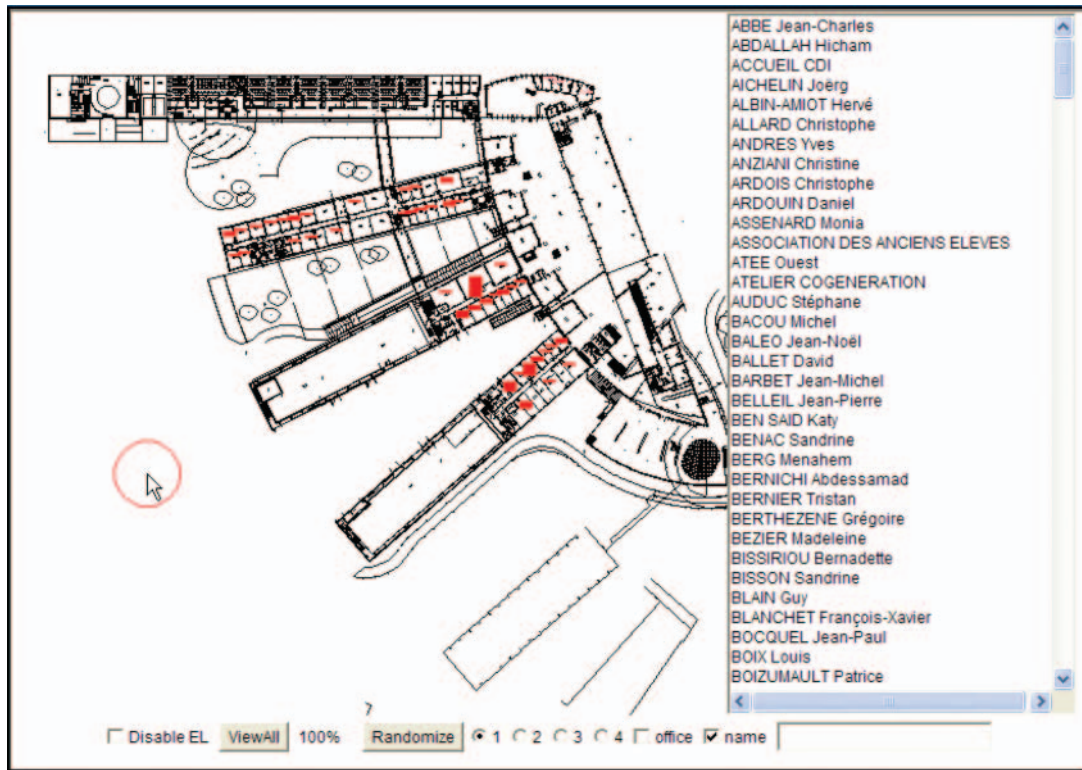 ABBE Jean-Charles
ABDALLAH Hicham
ACCUEIL CDI
AICHELIN Joërg
ALBIN-AMIOT Hervé
ALLARD Christophe
ANDRES Yves
ANZIANI Christine
ARDOIS Christophe
ARDOUIN Daniel
ASSENARD Monia
ASSOCIATION DES ANCIENS ELEVES
ATEE Ouest
ATELIER COGENERATION
AUDUC Stéphane
BACOU Michel
BALEO Jean-Noël
BALLET David
BARBET Jean-Michel
BELLEIL Jean-Pierre
BEN SAID Katy
BENAC Sandrine
BERG Menahem
BERNICHI Abdessamad
BERNIER Tristan
BERTHEZENE Grégoire
BEZIER Madeleine
BISSIRIOU Bernadette
BISSON Sandrine
BLAIN Guy
BLANCHET François-Xavier
BOCQUEL Jean-Paul
BOIX Louis
BOIZUMAULT Patrice
Disable EL ViewAll 100% Randomize 1 2 3 4 office name